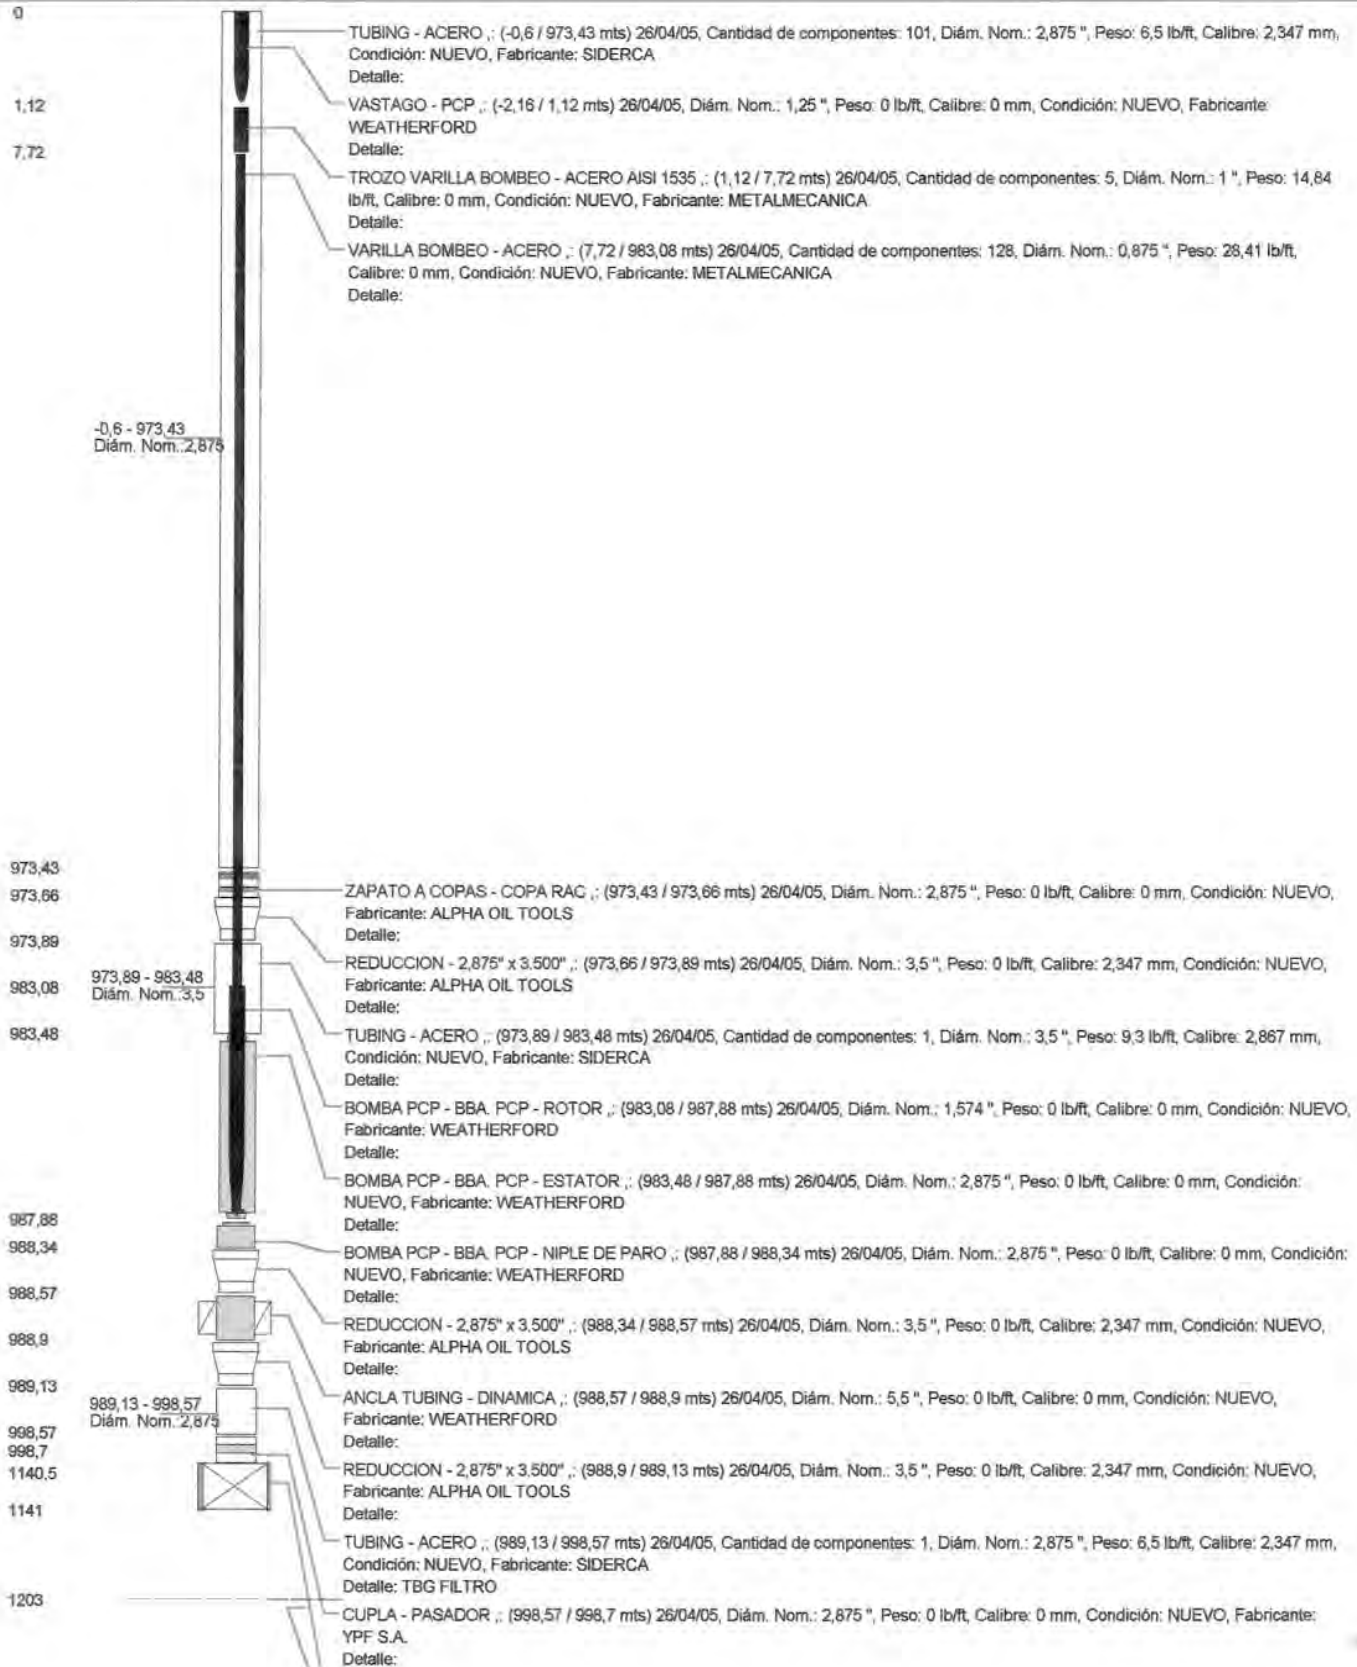 0
TUBING - ACERO ,: (-0,6 / 973,43 mts) 26/04/05, Cantidad de componentes: 101, Diám. Nom.: 2,875 ", Peso: 6,5 lb/ft, Calibre: 2,347 mm,
Condición: NUEVO, Fabricante: SIDERCA
Detalle:
1,12
VASTAGO - PCP ,: (-2,16 / 1,12 mts) 26/04/05, Diám. Nom.: 1,25 ", Peso: 0 lb/ft, Calibre: 0 mm, Condición: NUEVO, Fabricante:
WEATHERFORD
Detalle:
7,72
TROZO VARILLA BOMBEO - ACERO AISI 1535 ,: (1,12 / 7,72 mts) 26/04/05, Cantidad de componentes: 5, Diám. Nom.: 1 ", Peso: 14,84
lb/ft, Calibre: 0 mm, Condición: NUEVO, Fabricante: METALMECANICA
Detalle:
VARILLA BOMBEO - ACERO ,: (7,72 / 983,08 mts) 26/04/05, Cantidad de componentes: 128, Diám. Nom.: 0,875 ", Peso: 28,41 lb/ft,
Calibre: 0 mm, Condición: NUEVO, Fabricante: METALMECANICA
Detalle:
-0,6 - 973,43
Diám. Nom.:2,875
973,43
973,66
ZAPATO A COPAS - COPA RAC ,: (973,43 / 973,66 mts) 26/04/05, Diám. Nom.: 2,875 ", Peso: 0 lb/ft, Calibre: 0 mm, Condición: NUEVO,
Fabricante: ALPHA OIL TOOLS
Detalle:
973,89
REDUCCION - 2,875" x 3.500" ,: (973,66 / 973,89 mts) 26/04/05, Diám. Nom.: 3,5 ", Peso: 0 lb/ft, Calibre: 2,347 mm, Condición: NUEVO,
Fabricante: ALPHA OIL TOOLS
Detalle:
973,89 - 983,48
Diám. Nom.:3,5
983,08
983,48
TUBING - ACERO ,: (973,89 / 983,48 mts) 26/04/05, Cantidad de componentes: 1, Diám. Nom.: 3,5 ", Peso: 9,3 lb/ft, Calibre: 2,867 mm,
Condición: NUEVO, Fabricante: SIDERCA
Detalle:
BOMBA PCP - BBA. PCP - ROTOR ,: (983,08 / 987,88 mts) 26/04/05, Diám. Nom.: 1,574 ", Peso: 0 lb/ft, Calibre: 0 mm, Condición: NUEVO,
Fabricante: WEATHERFORD
Detalle:
BOMBA PCP - BBA. PCP - ESTATOR ,: (983,48 / 987,88 mts) 26/04/05, Diám. Nom.: 2,875 ", Peso: 0 lb/ft, Calibre: 0 mm, Condición:
NUEVO, Fabricante: WEATHERFORD
Detalle:
987,88
988,34
BOMBA PCP - BBA. PCP - NIPLE DE PARO ,: (987,88 / 988,34 mts) 26/04/05, Diám. Nom.: 2,875 ", Peso: 0 lb/ft, Calibre: 0 mm, Condición:
NUEVO, Fabricante: WEATHERFORD
Detalle:
988,57
REDUCCION - 2,875" x 3.500" ,: (988,34 / 988,57 mts) 26/04/05, Diám. Nom.: 3,5 ", Peso: 0 lb/ft, Calibre: 2,347 mm, Condición: NUEVO,
Fabricante: ALPHA OIL TOOLS
Detalle:
988,9
989,13
ANCLA TUBING - DINAMICA ,: (988,57 / 988,9 mts) 26/04/05, Diám. Nom.: 5,5 ", Peso: 0 lb/ft, Calibre: 0 mm, Condición: NUEVO,
Fabricante: WEATHERFORD
Detalle:
989,13 - 998,57
Diám. Nom.:2,875
998,57
998,7
1140,5
REDUCCION - 2,875" x 3.500" ,: (988,9 / 989,13 mts) 26/04/05, Diám. Nom.: 3,5 ", Peso: 0 lb/ft, Calibre: 2,347 mm, Condición: NUEVO,
Fabricante: ALPHA OIL TOOLS
Detalle:
1141
TUBING - ACERO ,: (989,13 / 998,57 mts) 26/04/05, Cantidad de componentes: 1, Diám. Nom.: 2,875 ", Peso: 6,5 lb/ft, Calibre: 2,347 mm,
Condición: NUEVO, Fabricante: SIDERCA
Detalle: TBG FILTRO
1203
CUPLA - PASADOR ,: (998,57 / 998,7 mts) 26/04/05, Diám. Nom.: 2,875 ", Peso: 0 lb/ft, Calibre: 0 mm, Condición: NUEVO, Fabricante:
YPF S.A.
Detalle: